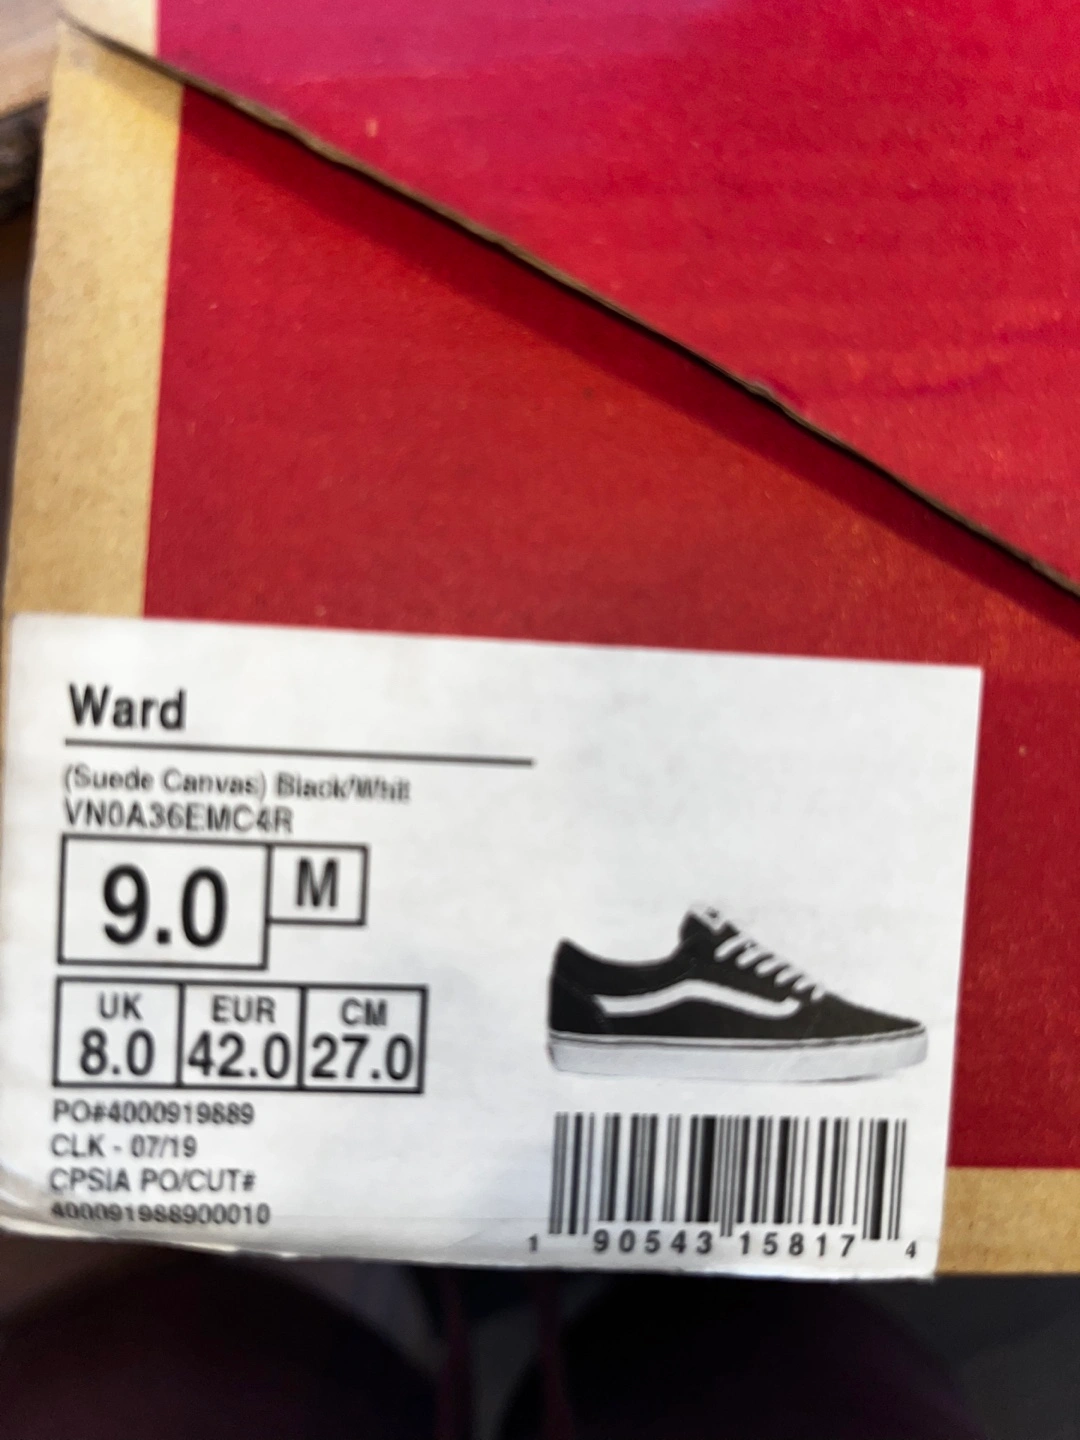 Ward
(Suede Canvas) Black/Whit
VN0A36EMC4R
9.0 M
UK EUR CM
8.0 42.0 27.0
PO#4000919889
CLK - 07/19
CPSIA PO/CUT#
400091988900010
1 90543 15817 4